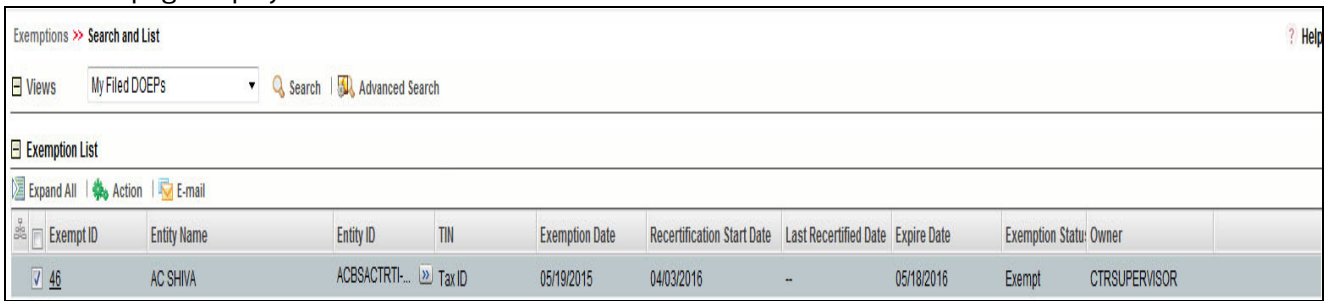 Exemptions >> Search and List ? Help
Views My Filed DOEPs Search | Advanced Search
Exemption List
Expand All | Action | E-mail
Exempt ID Entity Name Entity ID TIN Exemption Date Recertification Start Date Last Recertified Date Expire Date Exemption Statu: Owner
46 AC SHIVA ACBSACTRTI-... >> Tax ID 05/19/2015 04/03/2016 -- 05/18/2016 Exempt CTRSUPERVISOR